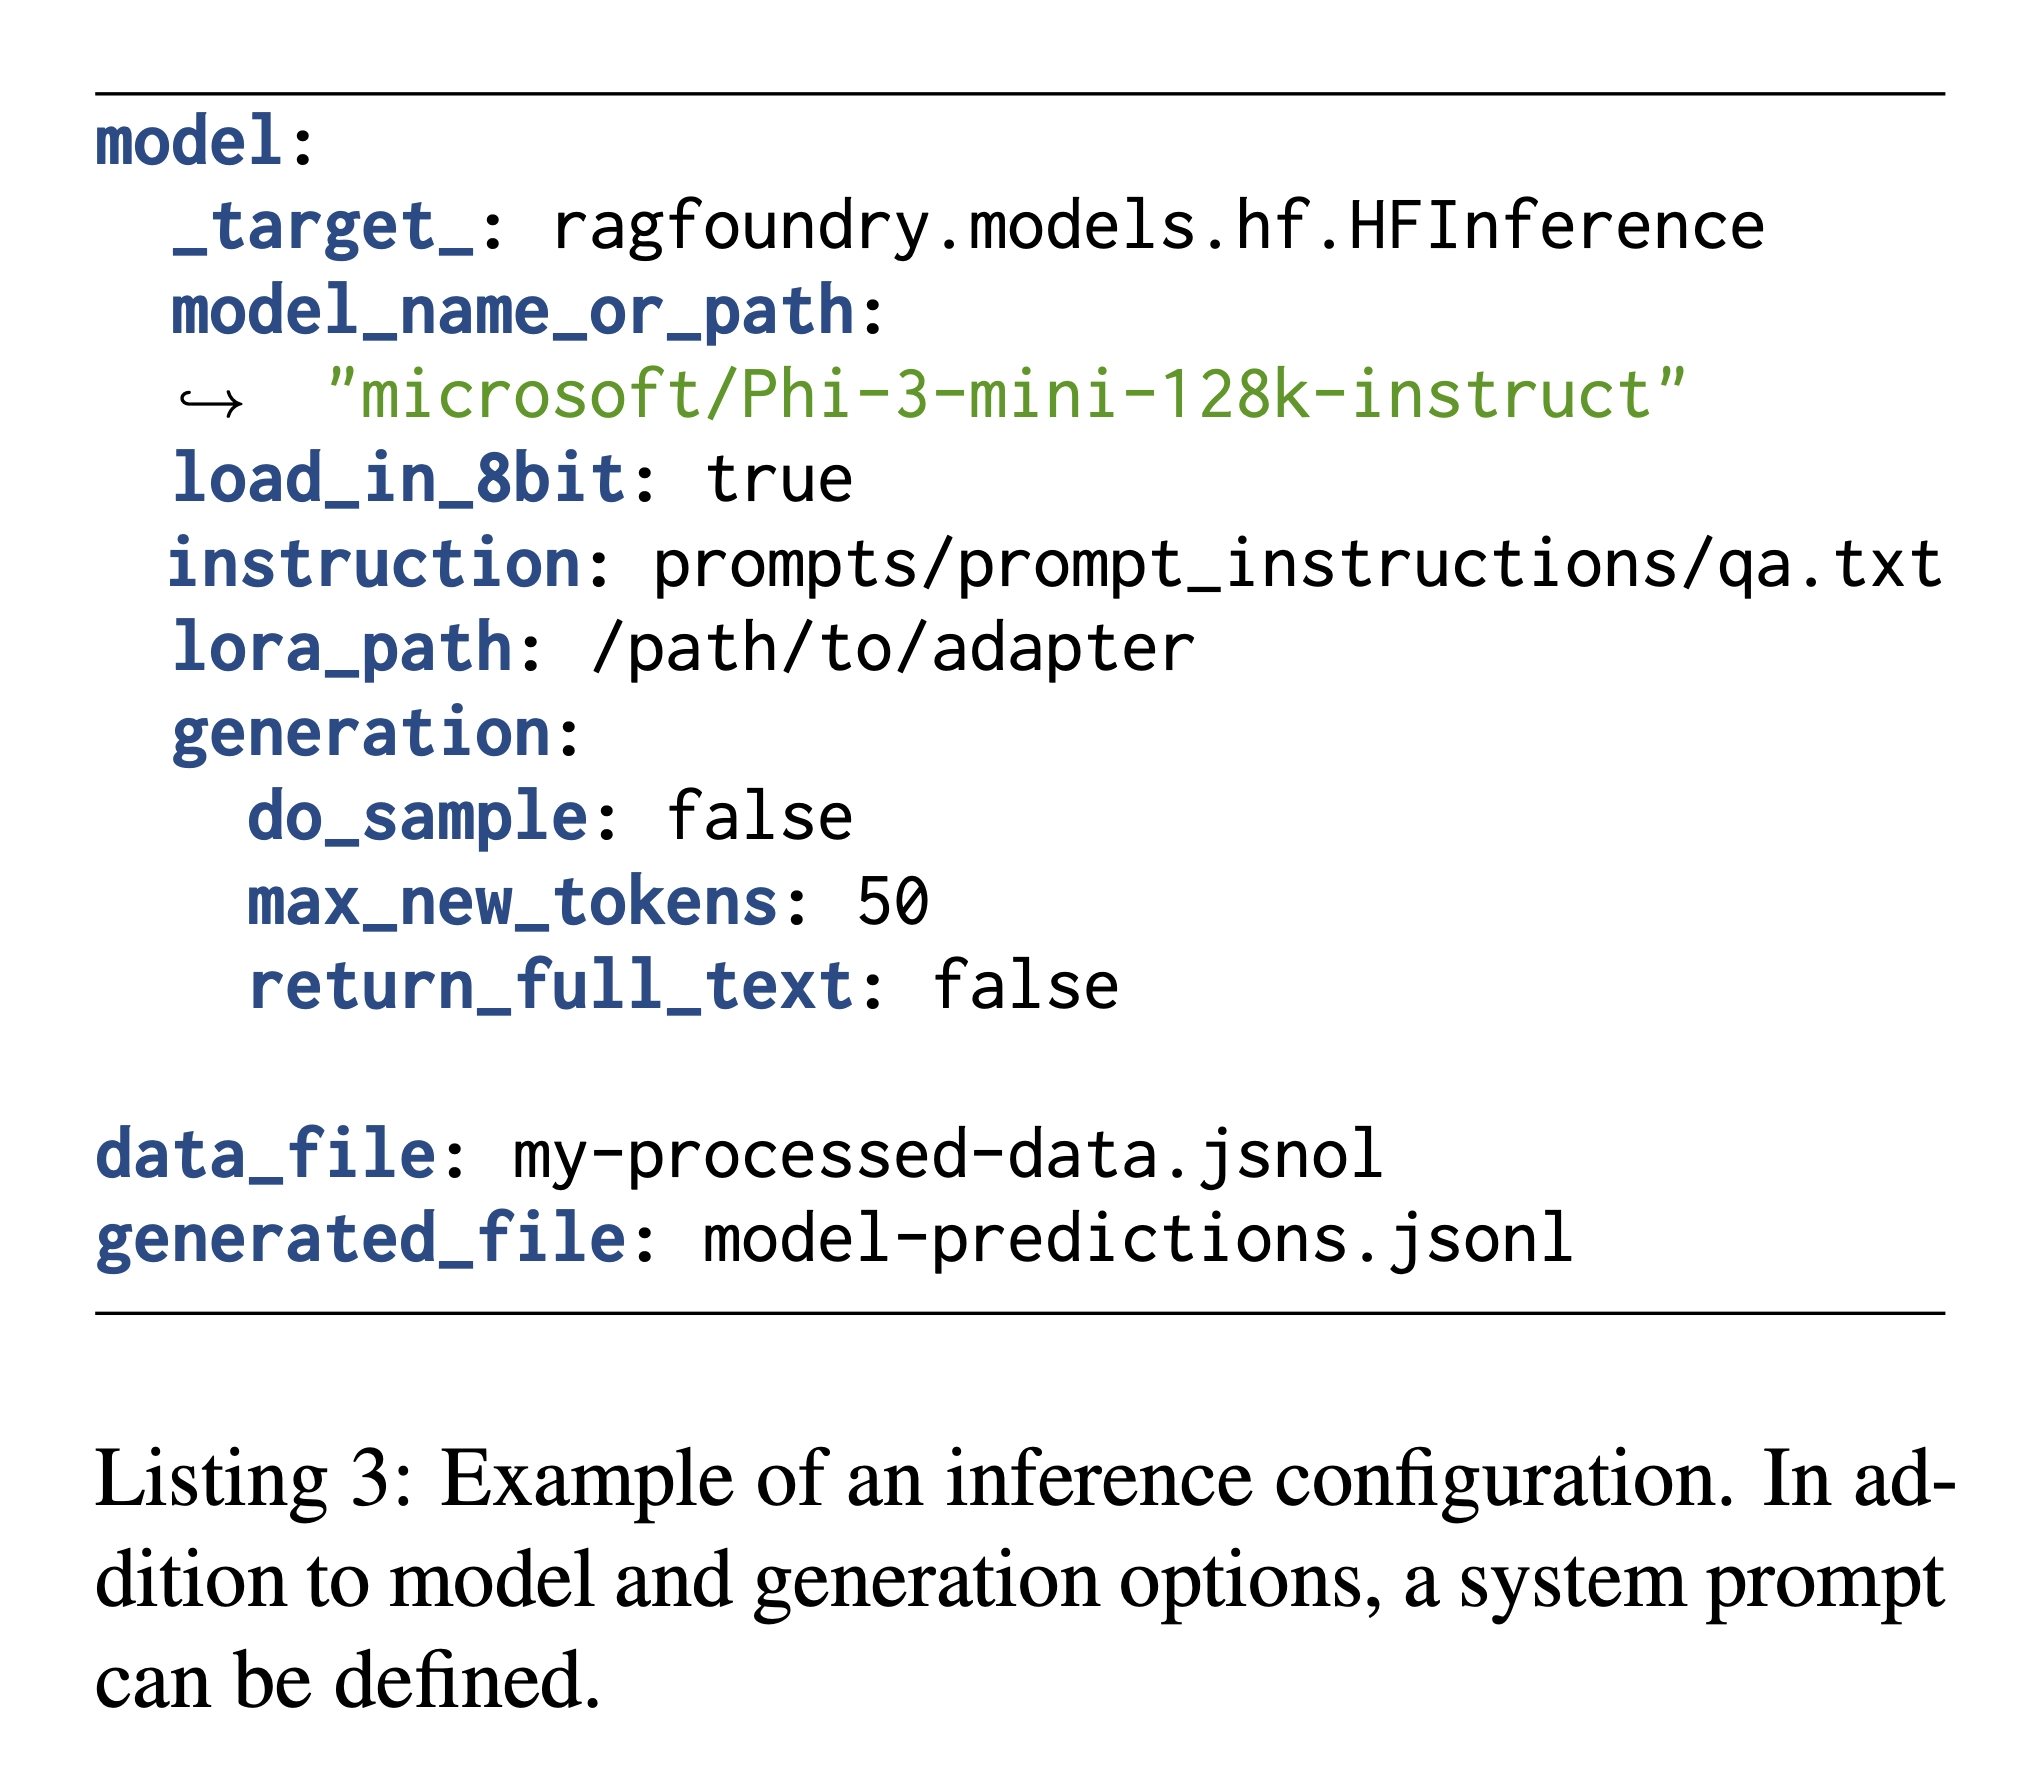 model:
  _target_: ragfoundry.models.hf.HFInference
  model_name_or_path:
  ↪  "microsoft/Phi-3-mini-128k-instruct"
  load_in_8bit: true
  instruction: prompts/prompt_instructions/qa.txt
  lora_path: /path/to/adapter
  generation:
    do_sample: false
    max_new_tokens: 50
    return_full_text: false

data_file: my-processed-data.jsnol
generated_file: model-predictions.jsonl
Listing 3: Example of an inference configuration. In ad-
dition to model and generation options, a system prompt
can be defined.